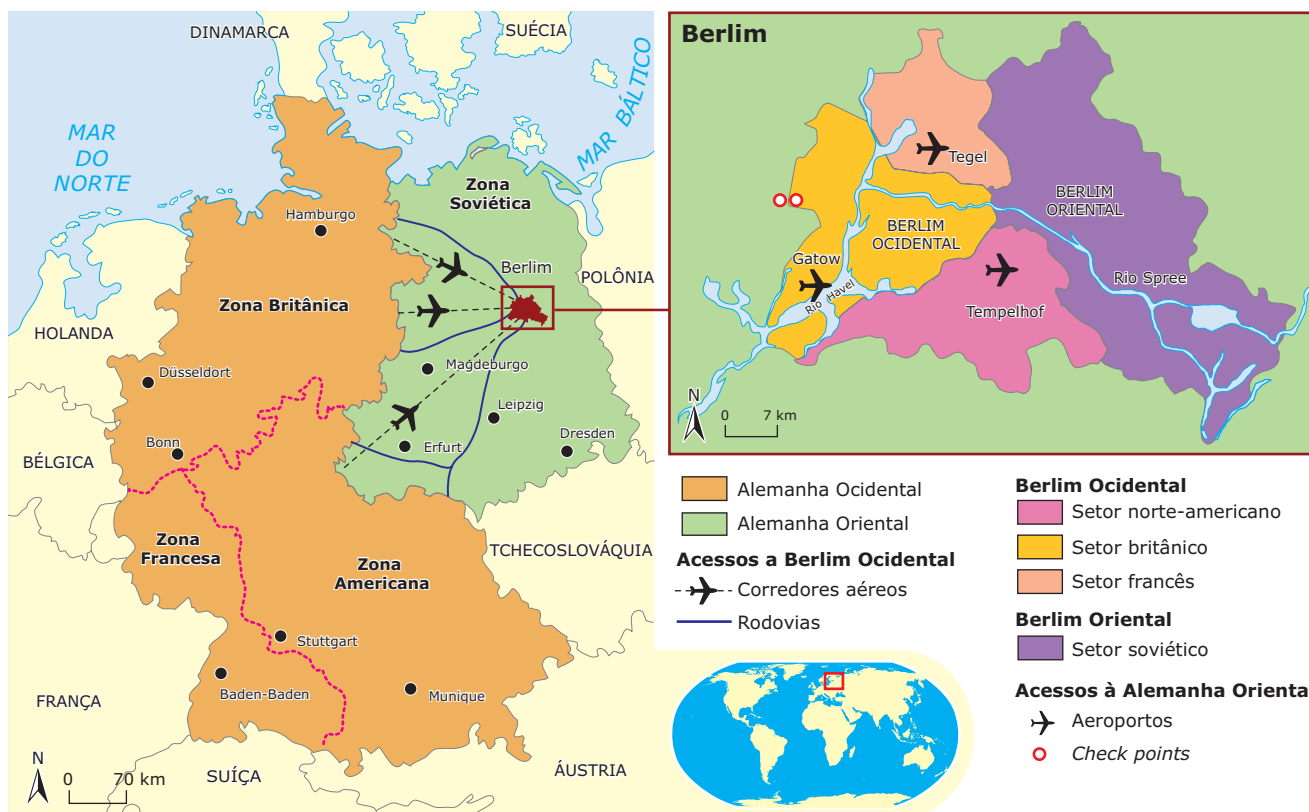 DINAMARCA
SUÉCIA
MAR
DO
NORTE
MAR BÁLTICO
Zona
Soviética
Hamburgo
Berlim
POLÔNIA
Zona Britânica
HOLANDA
Magdeburgo
Düsseldort
Leipzig
Erfurt
Dresden
Bonn
BÉLGICA
Zona
Francesa
Zona
Americana
TCHECOSLOVÁQUIA
Stuttgart
Baden-Baden
Munique
FRANÇA
N
0 70 km
SUÍÇA
ÁUSTRIA
Berlim
Tegel
BERLIM
ORIENTAL
BERLIM
OCIDENTAL
Gatow
Rio Havel
Rio Spree
Tempelhof
N
0 7 km
Alemanha Ocidental
Alemanha Oriental
Acessos a Berlim Ocidental
Corredores aéreos
Rodovias
Berlim Ocidental
Setor norte-americano
Setor britânico
Setor francês
Berlim Oriental
Setor soviético
Acessos à Alemanha Orienta
Aeroportos
Check points